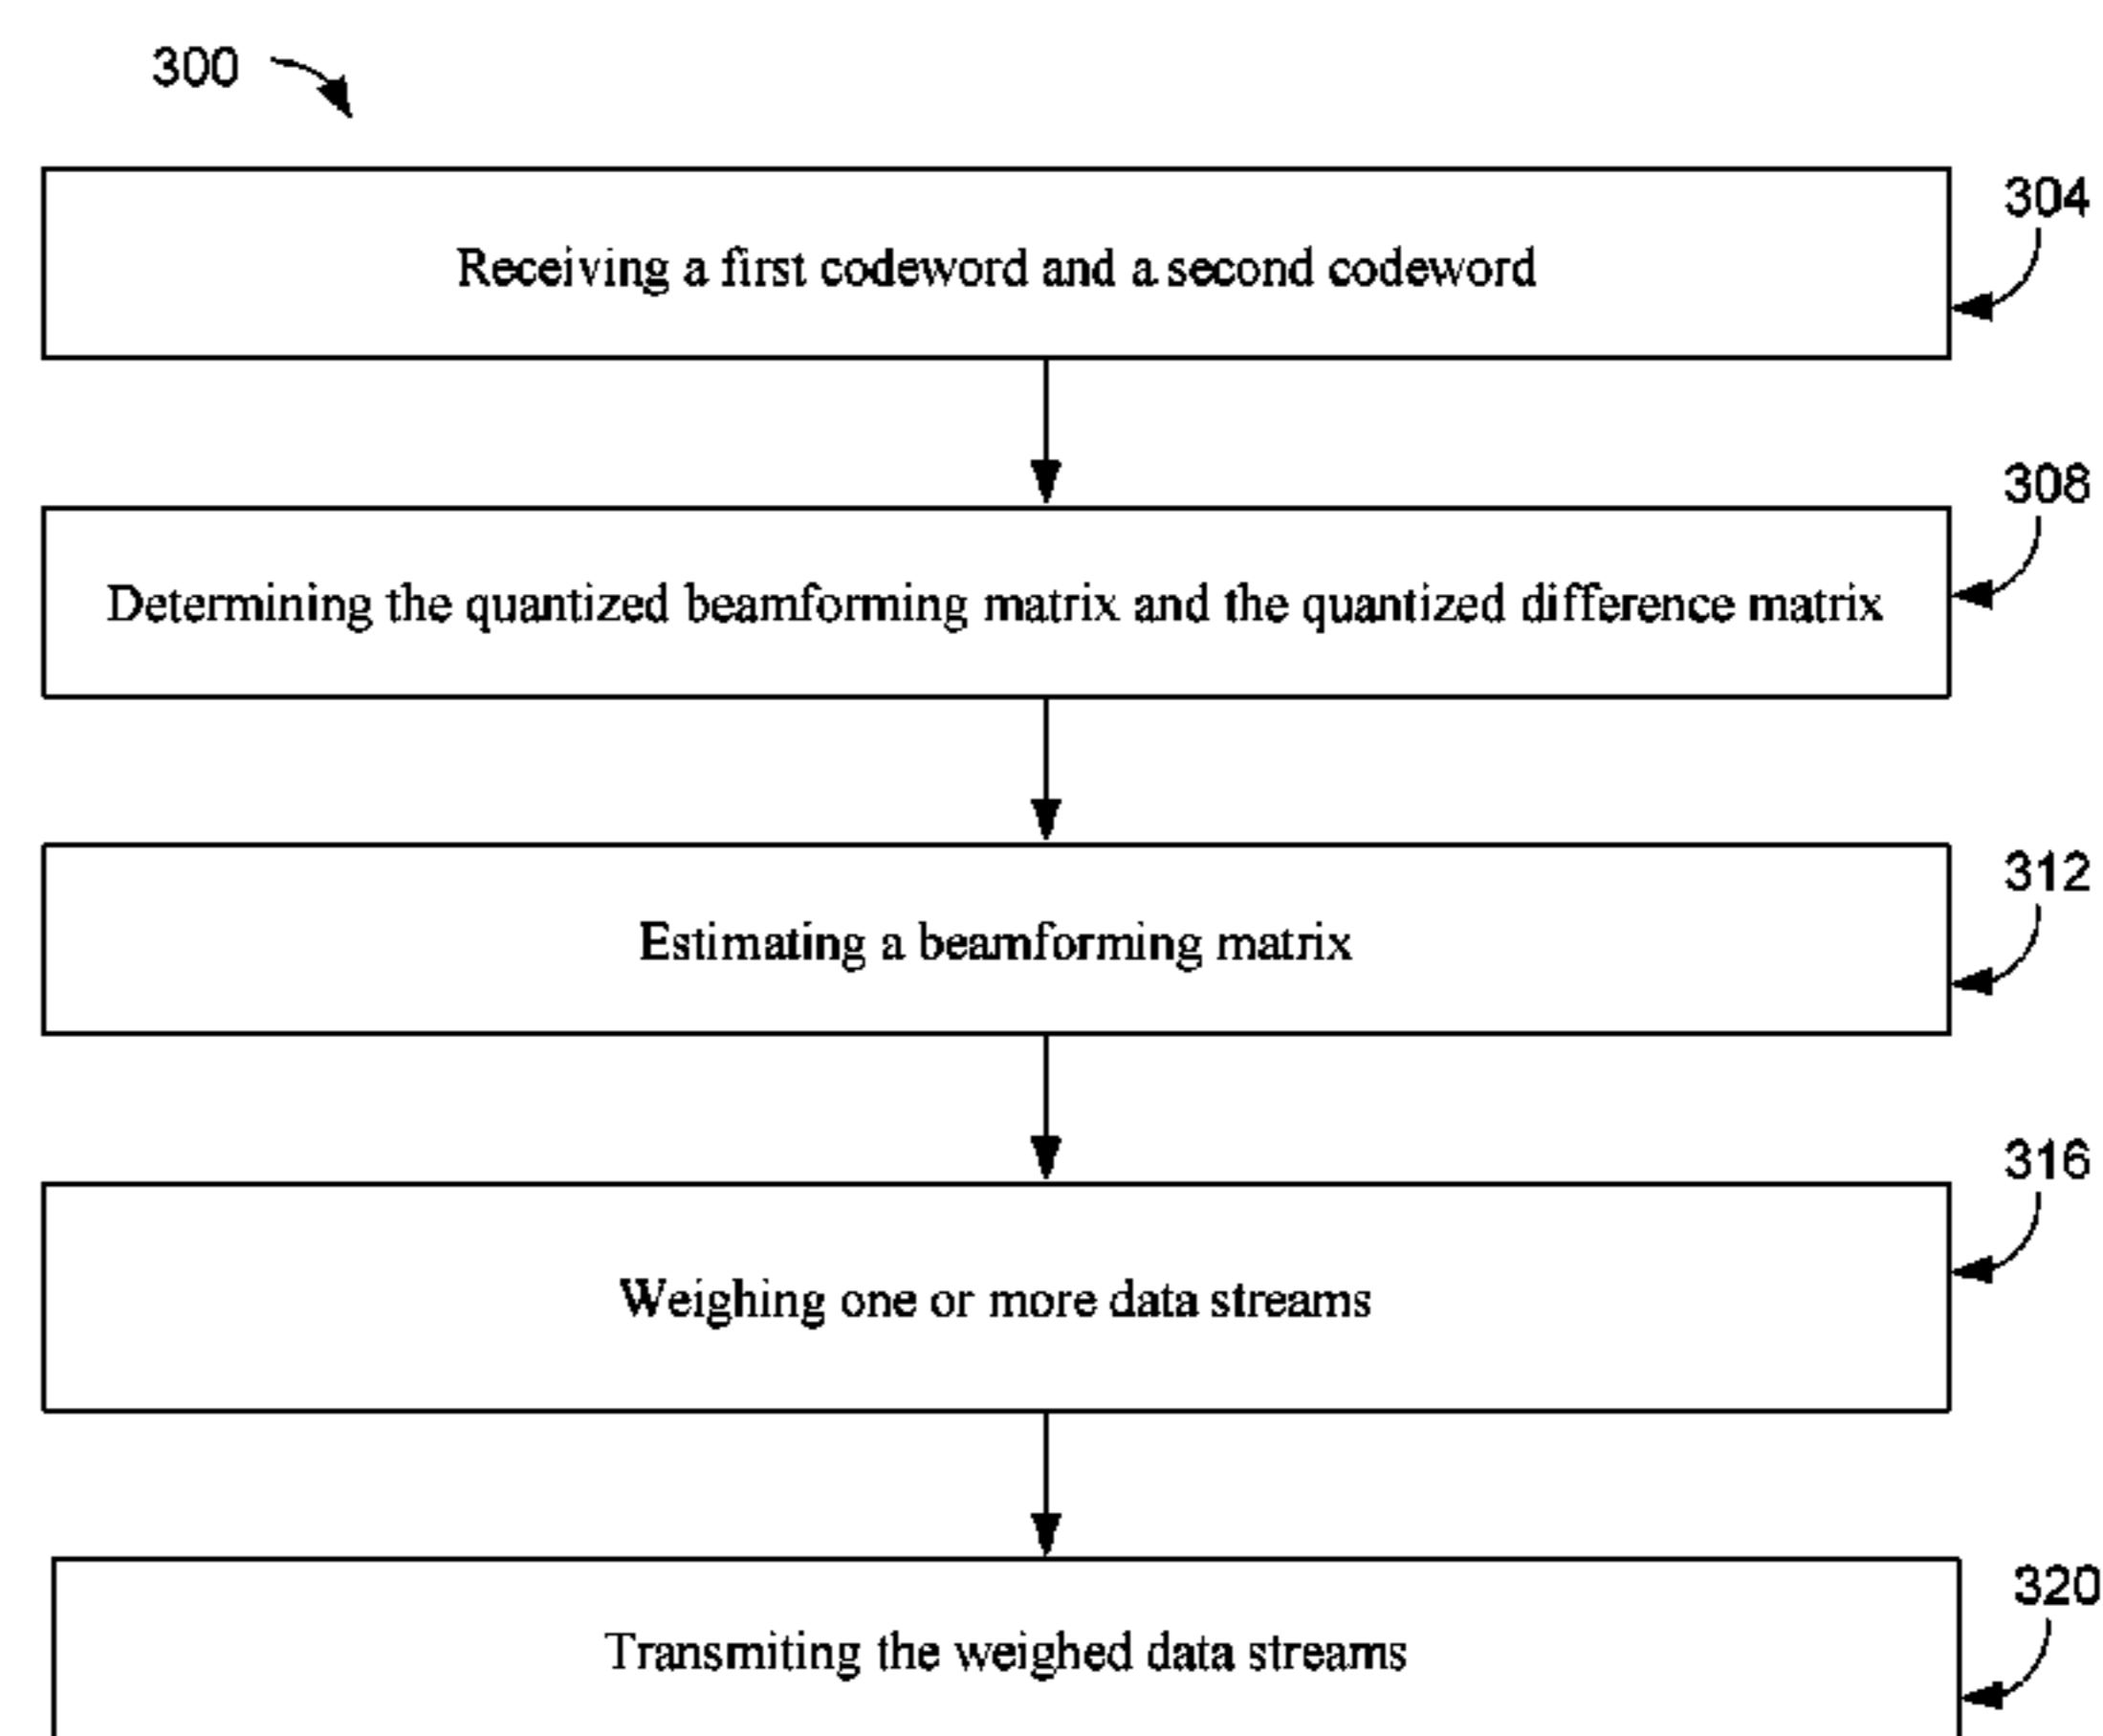 300
304
Receiving a first codeword and a second codeword
308
Determining the quantized beamforming matrix and the quantized difference matrix
312
Estimating a beamforming matrix
316
Weighing one or more data streams
320
Transmiting the weighed data streams